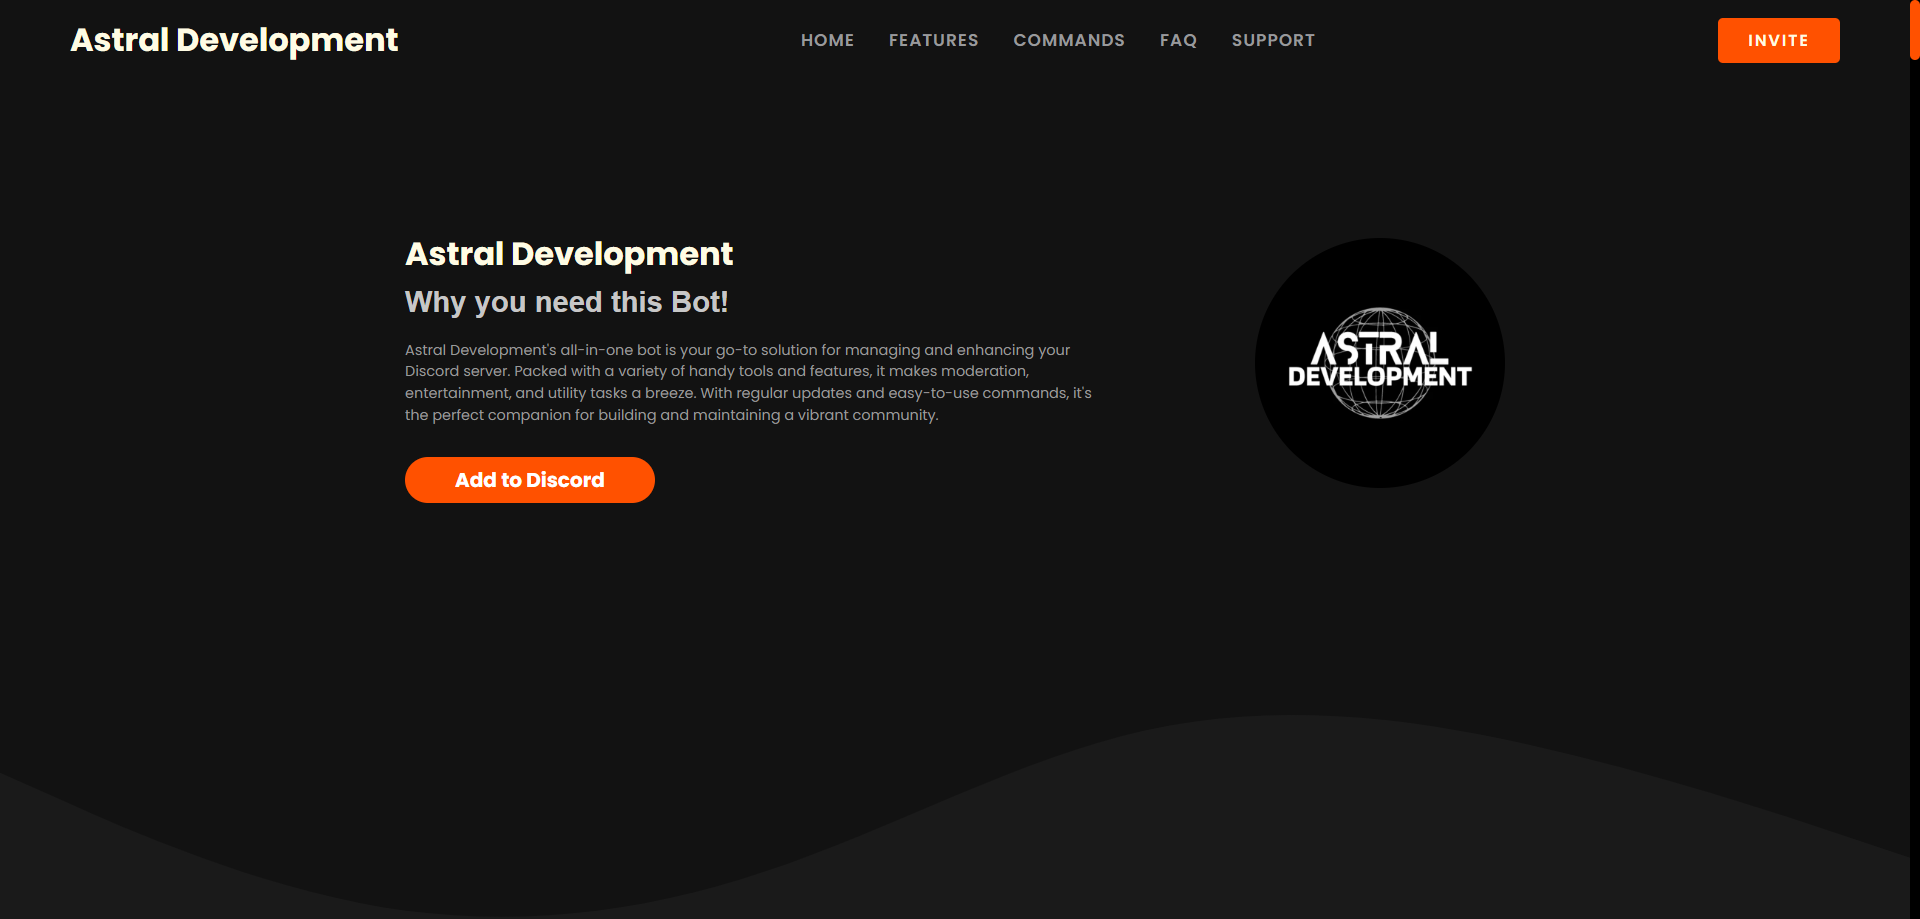 Astral Development
HOME FEATURES COMMANDS FAQ SUPPORT
INVITE
Astral Development
Why you need this Bot!
Astral Development's all-in-one bot is your go-to solution for managing and enhancing your
Discord server. Packed with a variety of handy tools and features, it makes moderation,
entertainment, and utility tasks a breeze. With regular updates and easy-to-use commands, it's
the perfect companion for building and maintaining a vibrant community.
Add to Discord
ASTRAL
DEVELOPMENT